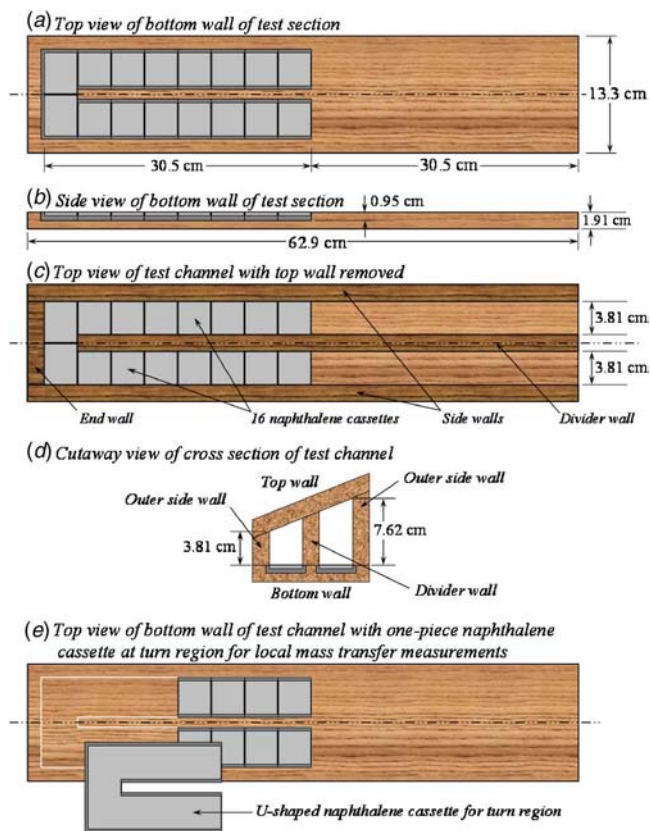 (a) Top view of bottom wall of test section
13.3 cm
30.5 cm
30.5 cm
(b) Side view of bottom wall of test section
0.95 cm
1.91 cm
62.9 cm
(c) Top view of test channel with top wall removed
3.81 cm
3.81 cm
End wall
16 naphthalene cassettes
Side walls
Divider wall
(d) Cutaway view of cross section of test channel
Top wall
Outer side wall
Outer side wall
3.81 cm
7.62 cm
Divider wall
Bottom wall
(e) Top view of bottom wall of test channel with one-piece naphthalene
cassette at turn region for local mass transfer measurements
U-shaped naphthalene cassette for turn region